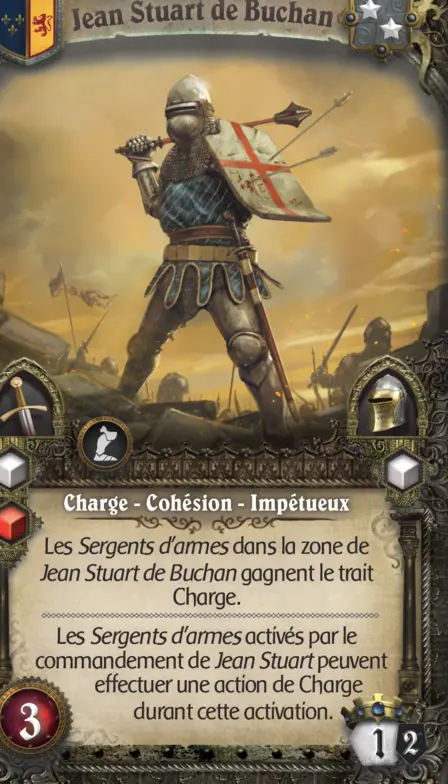 Jean Stuart de Buchan
Charge - Cohésion - Impétueux
Les Sergents d'armes dans la zone de
Jean Stuart de Buchan gagnent le trait
Charge.
Les Sergents d'armes activés par le
commandement de Jean Stuart peuvent
effectuer une action de Charge
durant cette activation.
3
1 2